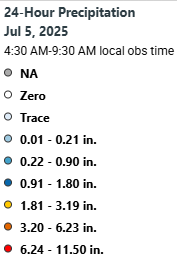 24-Hour Precipitation
Jul 5, 2025
4:30 AM-9:30 AM local obs time
NA
Zero
Trace
0.01 - 0.21 in.
0.22 - 0.90 in.
0.91 - 1.80 in.
1.81 - 3.19 in.
3.20 - 6.23 in.
6.24 - 11.50 in.